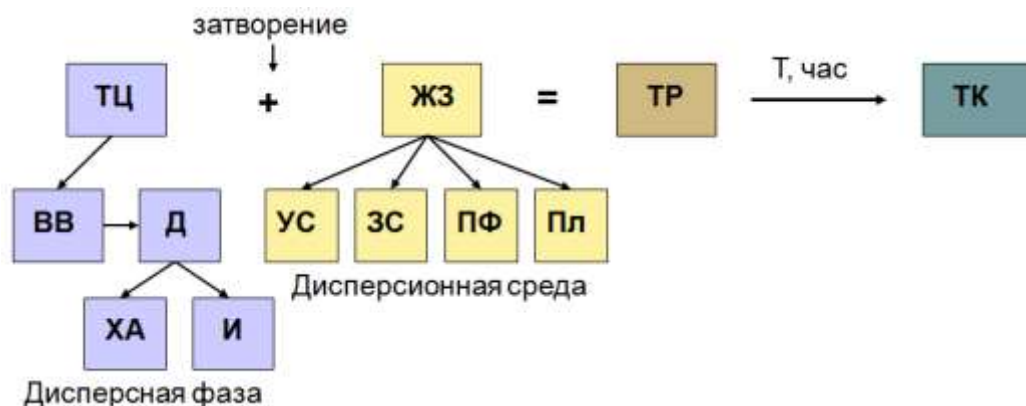 затворение
ТЦ + ЖЗ = ТР Т, час ТК
ВВ Д УС ЗС ПФ Пл
Дисперсионная среда
ХА И
Дисперсная фаза